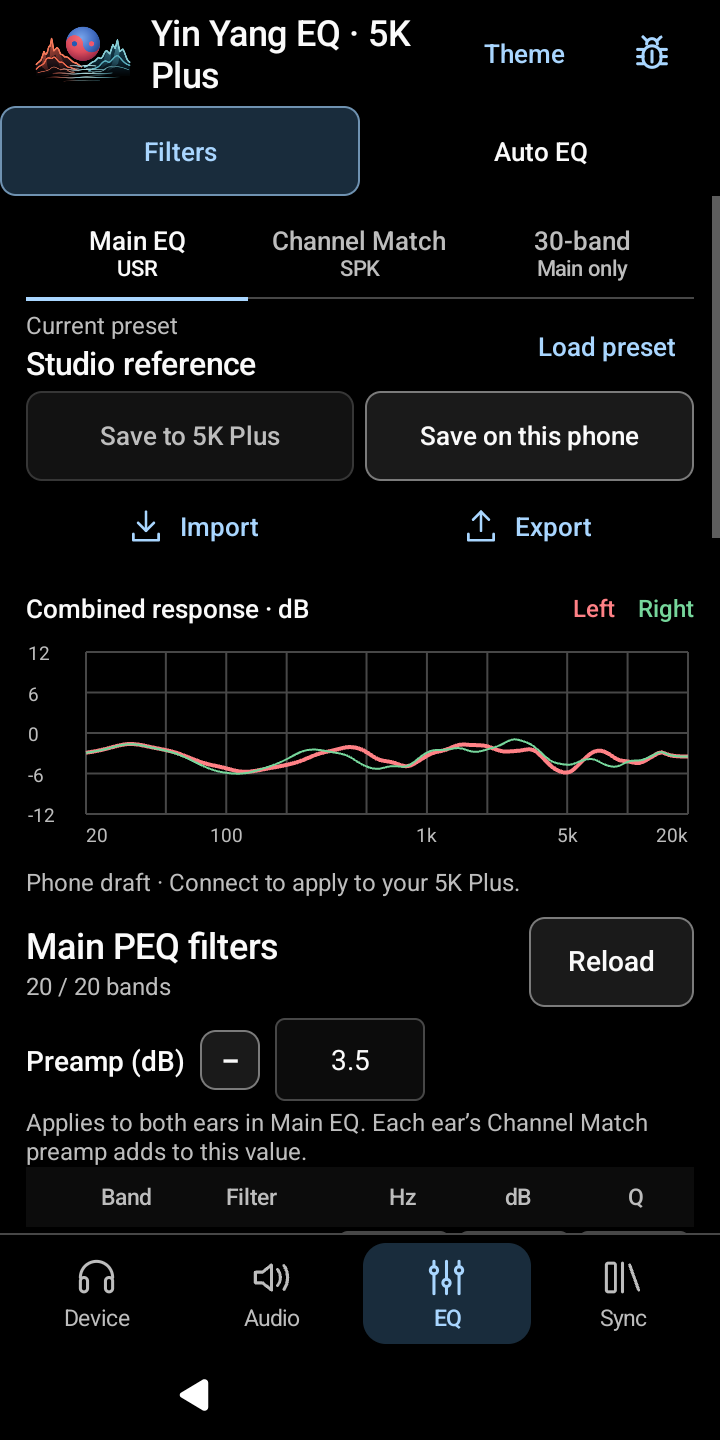 Yin Yang EQ · 5K
Plus
Theme
Filters
Auto EQ
Main EQ
USR
Channel Match
SPK
30-band
Main only
Current preset
Studio reference
Load preset
Save to 5K Plus
Save on this phone
Import
Export
Combined response · dB
Left
Right
12
6
0
-6
-12
20
100
1k
5k
20k
Phone draft · Connect to apply to your 5K Plus.
Main PEQ filters
20 / 20 bands
Reload
Preamp (dB)
−
3.5
Applies to both ears in Main EQ. Each ear’s Channel Match
preamp adds to this value.
Band
Filter
Hz
dB
Q
Device
Audio
EQ
Sync